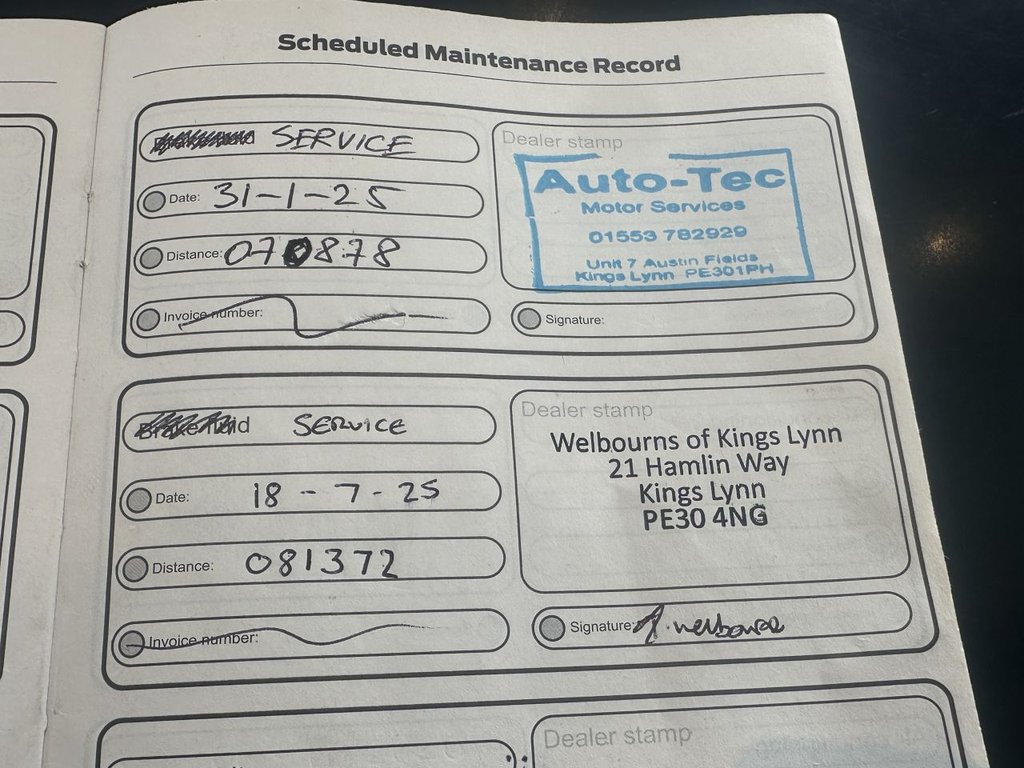 Scheduled Maintenance Record
SERVICE
Date: 31-1-25
Distance: 070878
Invoice number:
Dealer stamp
Auto-Tec
Motor Services
01553 782929
Unit 7 Austin Fields
Kings Lynn PE301PH
Signature:
Brake fluid SERVICE
Date: 18-7-25
Distance: 081372
Invoice number:
Dealer stamp
Welbourns of Kings Lynn
21 Hamlin Way
Kings Lynn
PE30 4NG
Signature:
Dealer stamp